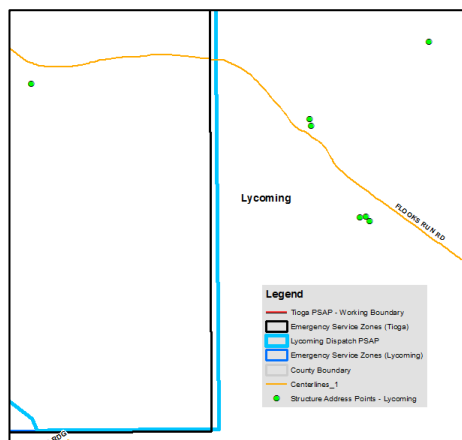 Lycoming
FLOOKS RUN RD
Legend
Tioga PSAP - Working Boundary
Emergency Service Zones (Tioga)
Lycoming Dispatch PSAP
Emergency Service Zones (Lycoming)
County Boundary
Centerlines_1
Structure Address Points - Lycoming